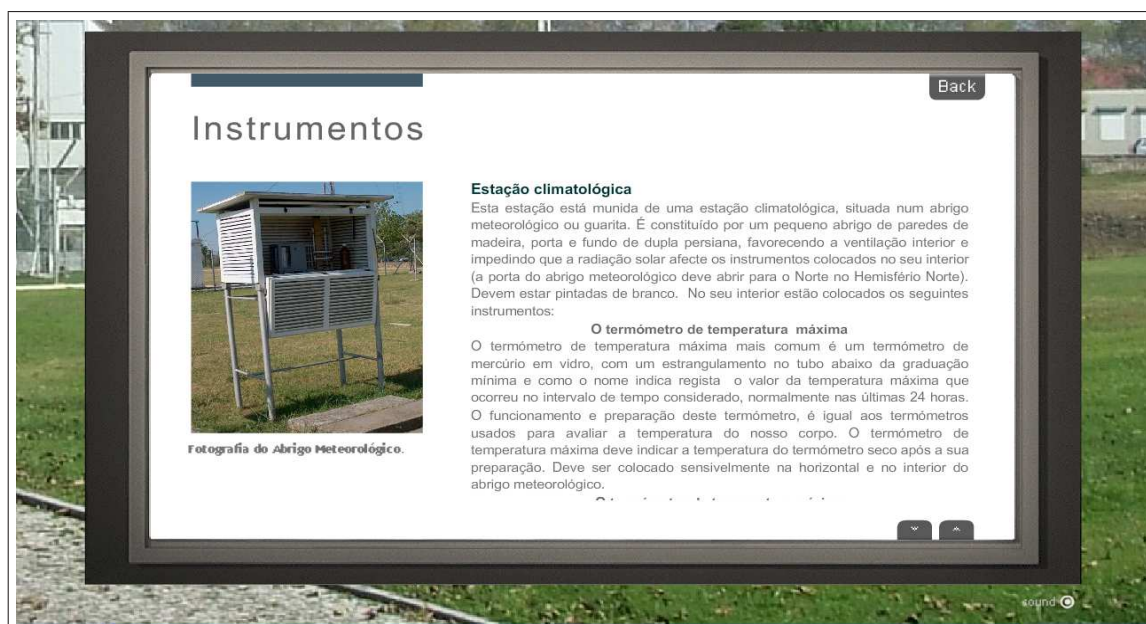 Back
Instrumentos
Estação climatológica
Esta estação está munida de uma estação climatológica, situada num abrigo
meteorológico ou guarita. É constituído por um pequeno abrigo de paredes de
madeira, porta e fundo de dupla persiana, favorecendo a ventilação interior e
impedindo que a radiação solar afecte os instrumentos colocados no seu interior
(a porta do abrigo meteorológico deve abrir para o Norte no Hemisfério Norte).
Devem estar pintadas de branco.  No seu interior estão colocados os seguintes
instrumentos:
O termómetro de temperatura  máxima
O termómetro de temperatura máxima mais comum é um termómetro de
mercúrio em vidro, com um estrangulamento no tubo abaixo da graduação
mínima e como o nome indica regista  o valor da temperatura máxima que
ocorreu no intervalo de tempo considerado, normalmente nas últimas 24 horas.
O funcionamento e preparação deste termómetro, é igual aos termómetros
usados para avaliar a temperatura do nosso corpo. O termómetro de
temperatura máxima deve indicar a temperatura do termómetro seco após a sua
preparação. Deve ser colocado sensivelmente na horizontal e no interior do
abrigo meteorológico.
Fotografia do Abrigo Meteorológico.
sound